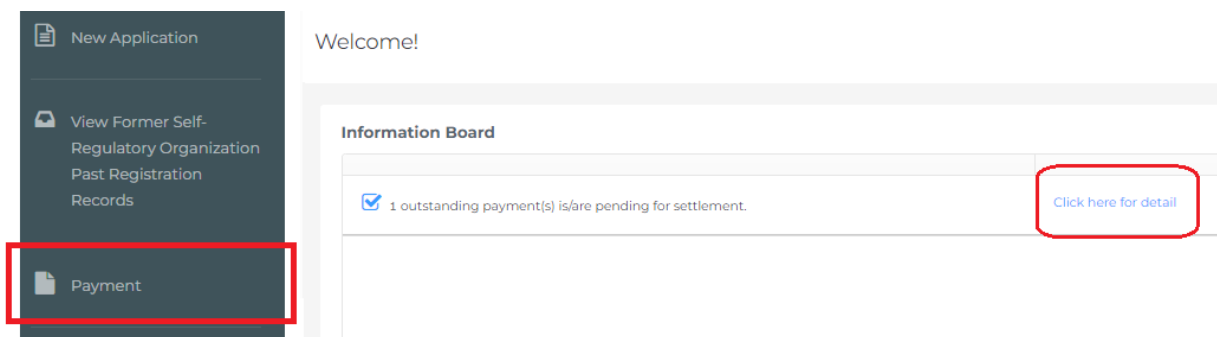 New Application
View Former Self-
Regulatory Organization
Past Registration
Records
Payment
Welcome!
Information Board
1 outstanding payment(s) is/are pending for settlement.
Click here for detail